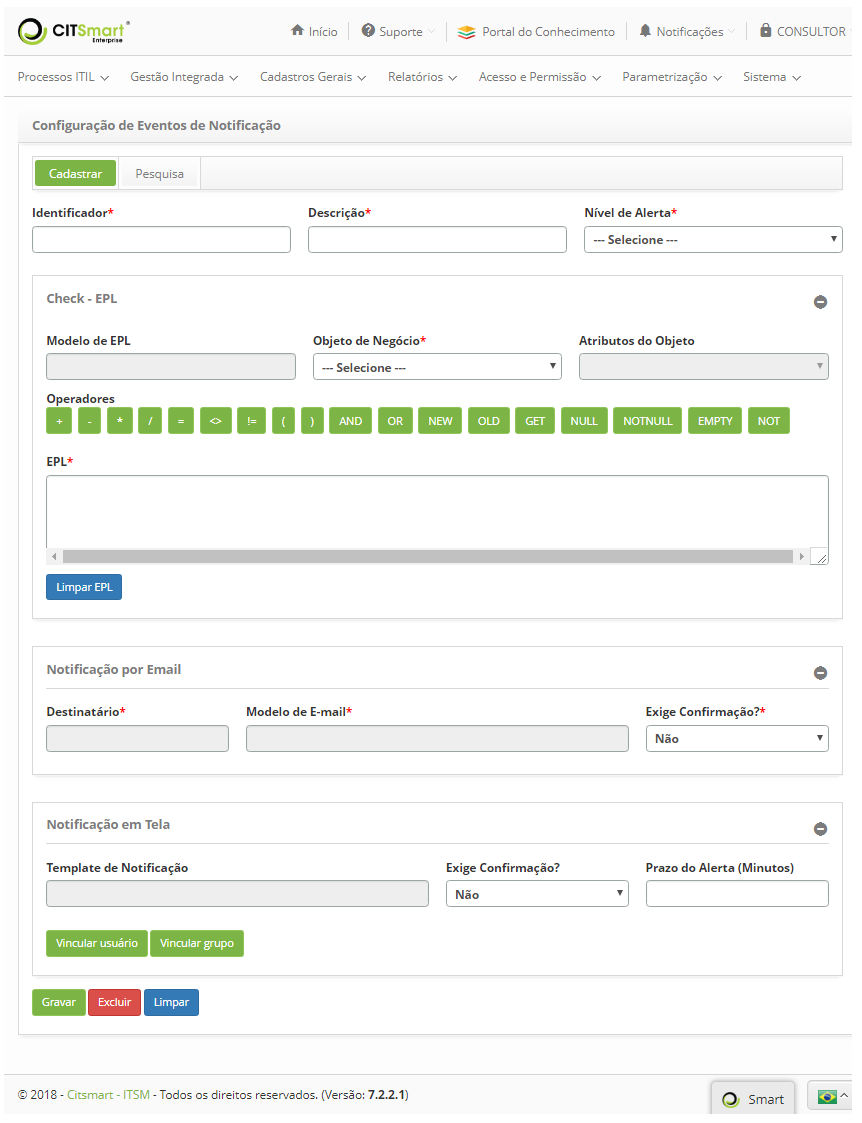 CITSmart
Enterprise
Início
Suporte
Portal do Conhecimento
Notificações
CONSULTOR
Processos ITIL
Gestão Integrada
Cadastros Gerais
Relatórios
Acesso e Permissão
Parametrização
Sistema
Configuração de Eventos de Notificação
Cadastrar
Pesquisa
Identificador*
Descrição*
Nível de Alerta*
--- Selecione ---
Check - EPL
Modelo de EPL
Objeto de Negócio*
Atributos do Objeto
--- Selecione ---
Operadores
+ - * / = <> != ( ) AND OR NEW OLD GET NULL NOTNULL EMPTY NOT
EPL*
Limpar EPL
Notificação por Email
Destinatário*
Modelo de E-mail*
Exige Confirmação?*
Não
Notificação em Tela
Template de Notificação
Exige Confirmação?
Prazo do Alerta (Minutos)
Não
Vincular usuário
Vincular grupo
Gravar
Excluir
Limpar
© 2018 - Citsmart - ITSM - Todos os direitos reservados. (Versão: 7.2.2.1)
Smart